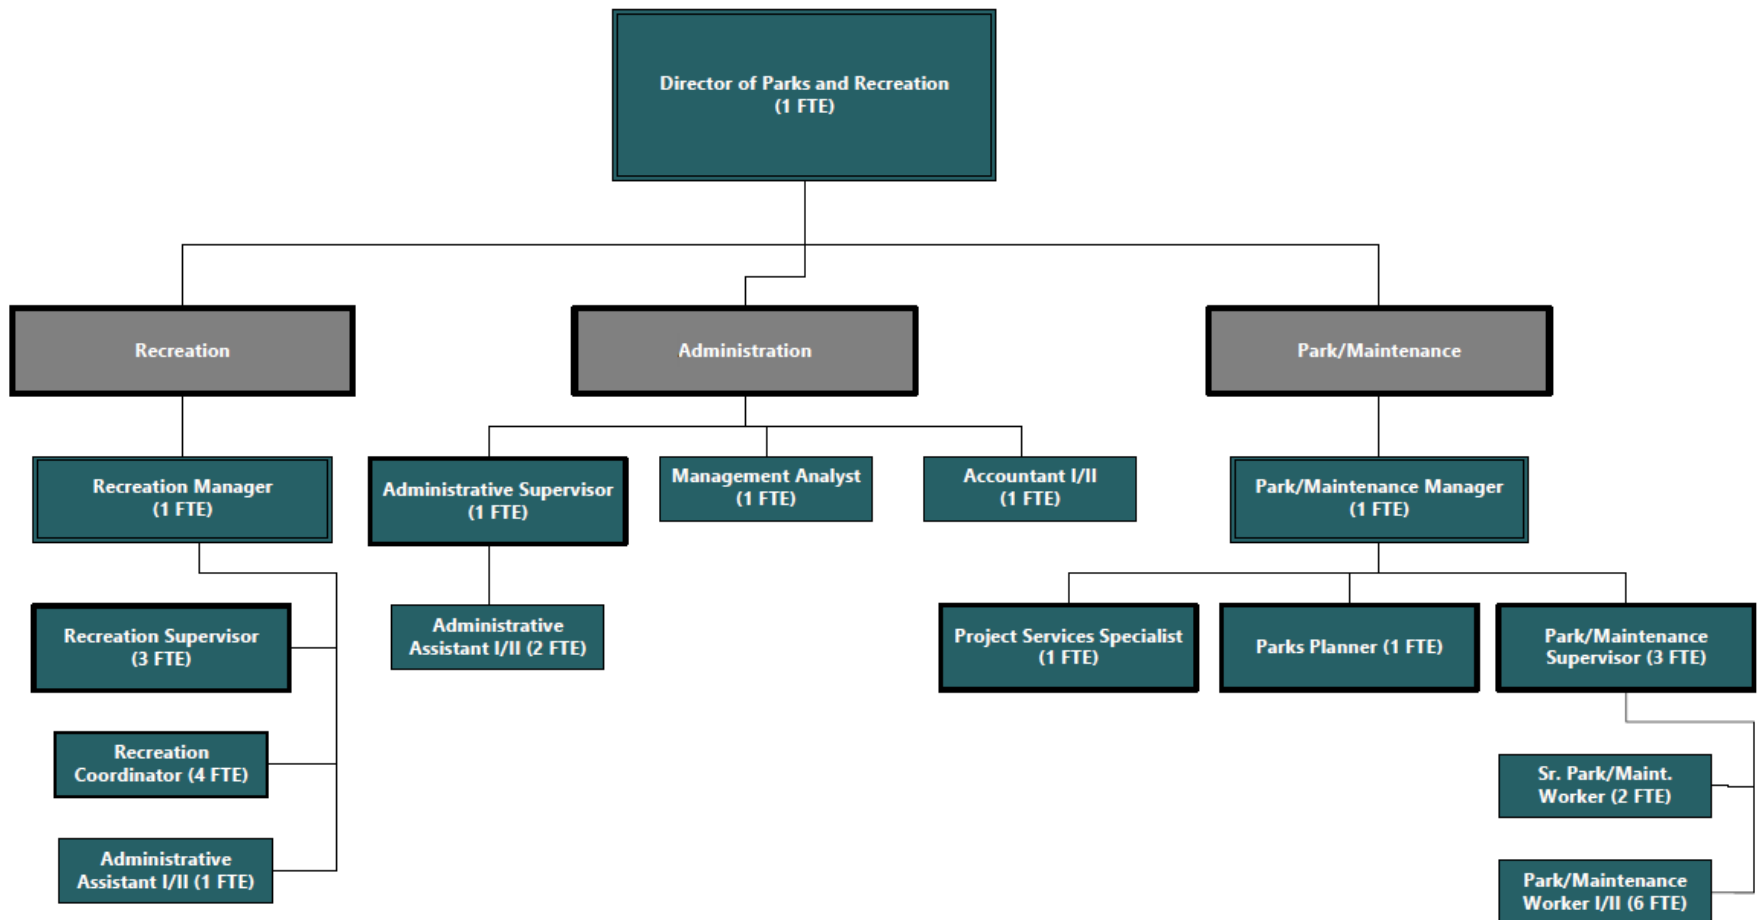 Director of Parks and Recreation
(1 FTE)
Recreation
Administration
Park/Maintenance
Recreation Manager
(1 FTE)
Administrative Supervisor
(1 FTE)
Management Analyst
(1 FTE)
Accountant I/II
(1 FTE)
Park/Maintenance Manager
(1 FTE)
Recreation Supervisor
(3 FTE)
Administrative
Assistant I/II (2 FTE)
Project Services Specialist
(1 FTE)
Parks Planner (1 FTE)
Park/Maintenance
Supervisor (3 FTE)
Recreation
Coordinator (4 FTE)
Sr. Park/Maint.
Worker (2 FTE)
Administrative
Assistant I/II (1 FTE)
Park/Maintenance
Worker I/II (6 FTE)